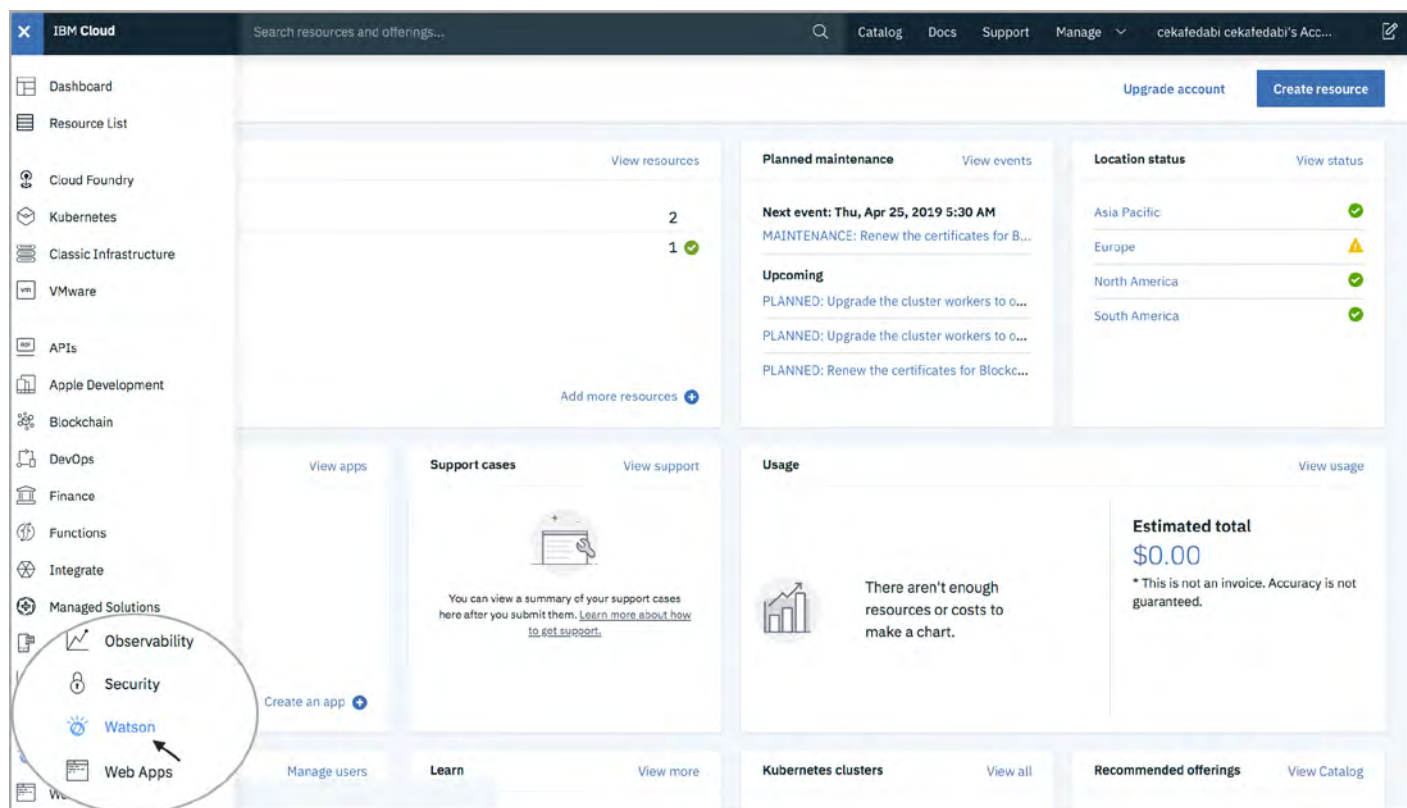 IBM Cloud
Search resources and offerings...
Catalog
Docs
Support
Manage
cekafedabi cekafedabi's Acc...
Dashboard
Resource List
Cloud Foundry
Kubernetes
Classic Infrastructure
VMware
APIs
Apple Development
Blockchain
DevOps
Finance
Functions
Integrate
Managed Solutions
Observability
Security
Watson
Web Apps
Upgrade account
Create resource
View resources
2
1
Add more resources
Planned maintenance
View events
Next event: Thu, Apr 25, 2019 5:30 AM
MAINTENANCE: Renew the certificates for B...
Upcoming
PLANNED: Upgrade the cluster workers to o...
PLANNED: Upgrade the cluster workers to o...
PLANNED: Renew the certificates for Blockc...
Location status
View status
Asia Pacific
Europe
North America
South America
View apps
Create an app
Support cases
View support
You can view a summary of your support cases
here after you submit them. Learn more about how
to get support.
Usage
View usage
There aren't enough
resources or costs to
make a chart.
Estimated total
$0.00
* This is not an invoice. Accuracy is not
guaranteed.
Manage users
Learn
View more
Kubernetes clusters
View all
Recommended offerings
View Catalog